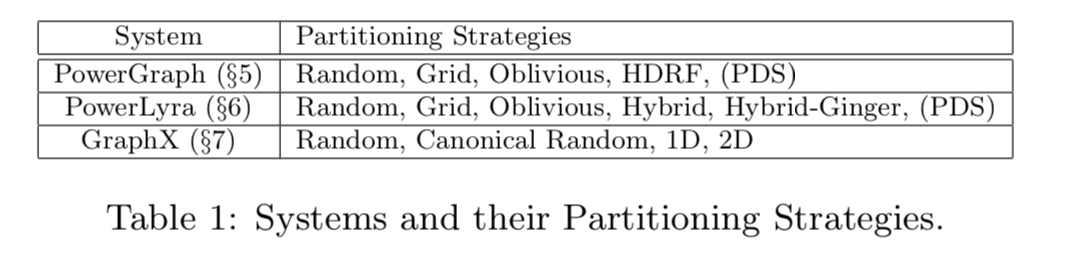 System Partitioning Strategies
PowerGraph (§5) Random, Grid, Oblivious, HDRF, (PDS)
PowerLyra (§6) Random, Grid, Oblivious, Hybrid, Hybrid-Ginger, (PDS)
GraphX (§7) Random, Canonical Random, 1D, 2D
Table 1: Systems and their Partitioning Strategies.